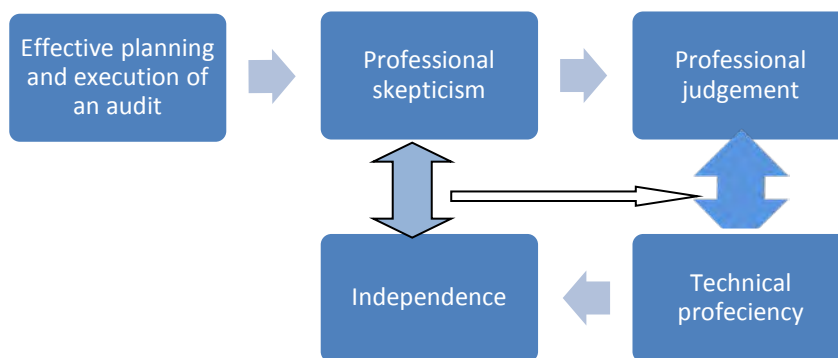 Effective planning
and execution of
an audit
Professional
skepticism
Professional
judgement
Independence
Technical
profeciency